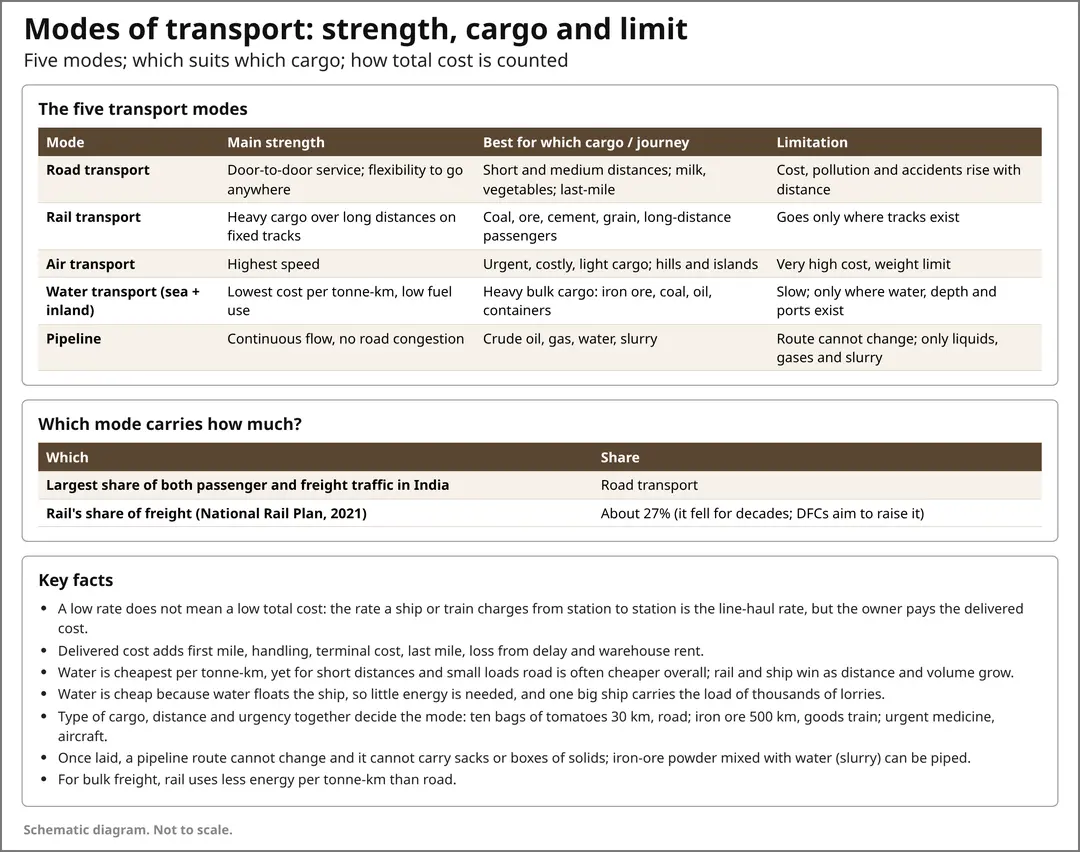 Modes of transport: strength, cargo and limit
Five modes; which suits which cargo; how total cost is counted
The five transport modes
Mode Main strength Best for which cargo / journey Limitation
Road transport Door-to-door service; flexibility to go anywhere Short and medium distances; milk, vegetables; last-mile Cost, pollution and accidents rise with distance
Rail transport Heavy cargo over long distances on fixed tracks Coal, ore, cement, grain, long-distance passengers Goes only where tracks exist
Air transport Highest speed Urgent, costly, light cargo; hills and islands Very high cost, weight limit
Water transport (sea + inland) Lowest cost per tonne-km, low fuel use Heavy bulk cargo: iron ore, coal, oil, containers Slow; only where water, depth and ports exist
Pipeline Continuous flow, no road congestion Crude oil, gas, water, slurry Route cannot change; only liquids, gases and slurry
Which mode carries how much?
Which Share
Largest share of both passenger and freight traffic in India Road transport
Rail's share of freight (National Rail Plan, 2021) About 27% (it fell for decades; DFCs aim to raise it)
Key facts
• A low rate does not mean a low total cost: the rate a ship or train charges from station to station is the line-haul rate, but the owner pays the delivered
cost.
• Delivered cost adds first mile, handling, terminal cost, last mile, loss from delay and warehouse rent.
• Water is cheapest per tonne-km, yet for short distances and small loads road is often cheaper overall; rail and ship win as distance and volume grow.
• Water is cheap because water floats the ship, so little energy is needed, and one big ship carries the load of thousands of lorries.
• Type of cargo, distance and urgency together decide the mode: ten bags of tomatoes 30 km, road; iron ore 500 km, goods train; urgent medicine,
aircraft.
• Once laid, a pipeline route cannot change and it cannot carry sacks or boxes of solids; iron-ore powder mixed with water (slurry) can be piped.
• For bulk freight, rail uses less energy per tonne-km than road.
Schematic diagram. Not to scale.